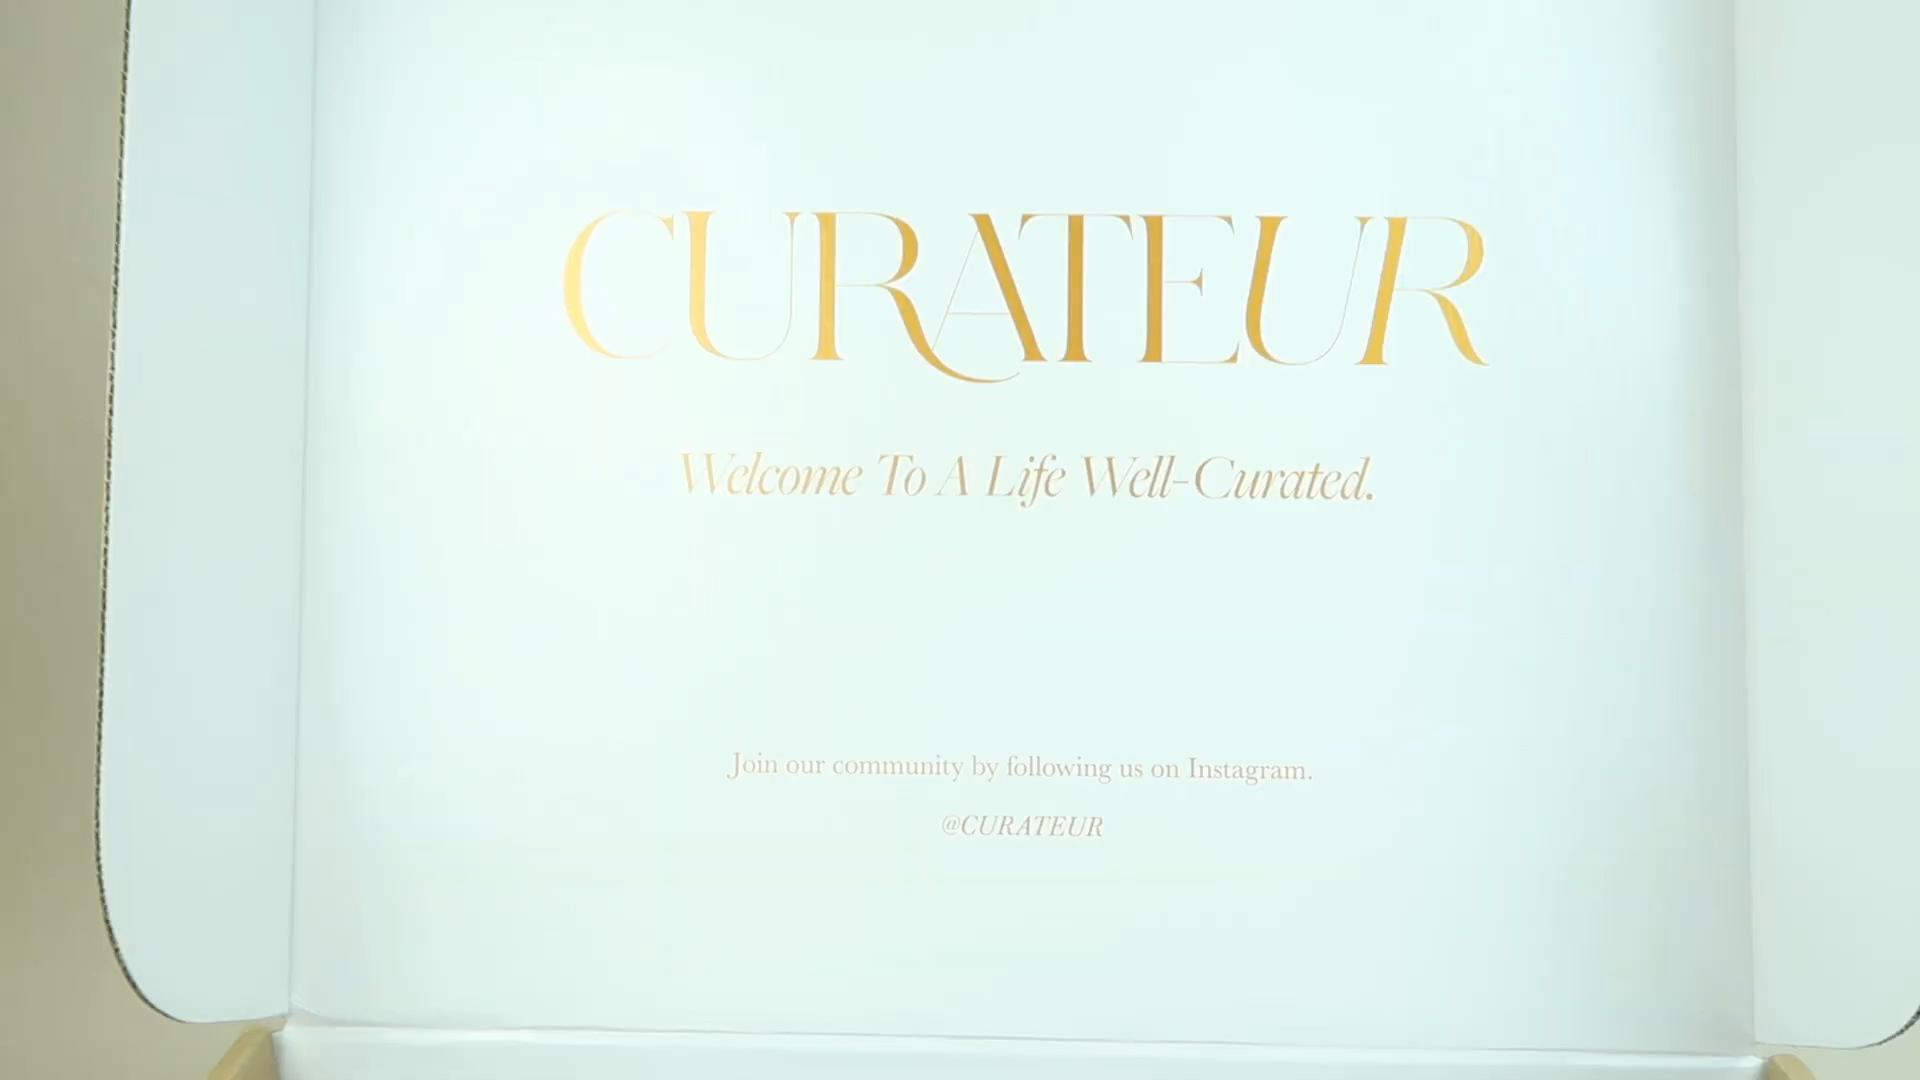 CURATEUR
Welcome To A Life Well-Curated.
Join our community by following us on Instagram.
@CURATEUR